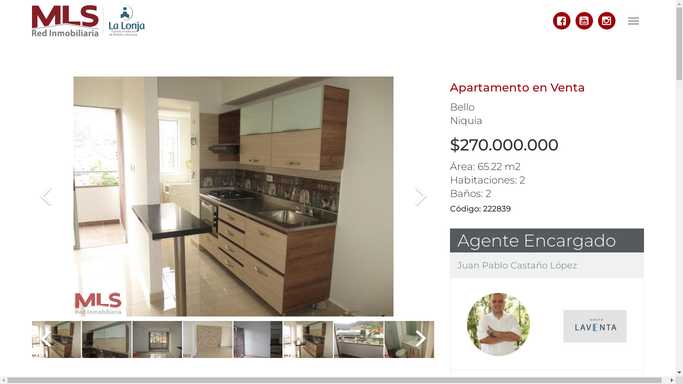 MLS
Red Inmobiliaria
La Lonja
Apartamento en Venta
Bello
Niquia
$270.000.000
Área: 65.22 m2
Habitaciones: 2
Baños: 2
Código: 222839
Agente Encargado
Juan Pablo Castaño López
MLS
Red Inmobiliaria
LAVENTA